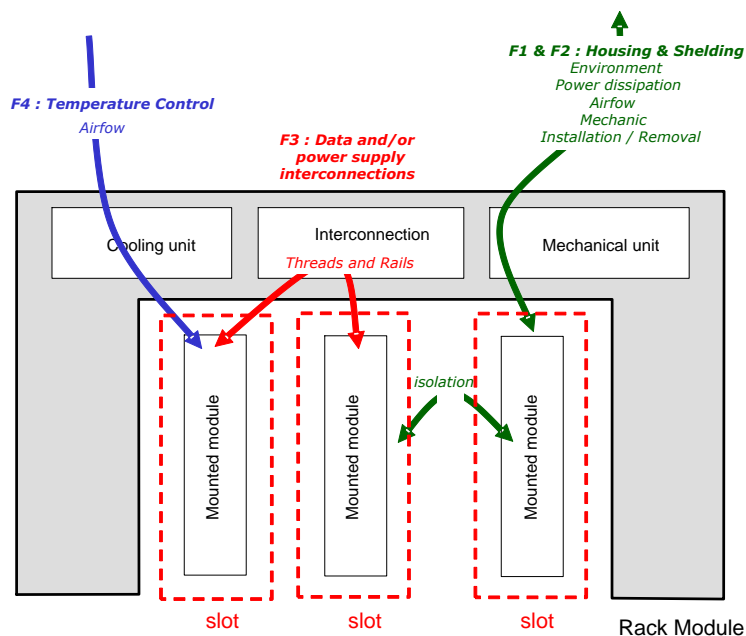 F1 & F2 : Housing & Shelding
Environment
Power dissipation
Airfow
Mechanic
Installation / Removal
F4 : Temperature Control
Airfow
F3 : Data and/or
power supply
interconnections
Cooling unit
Interconnection
Threads and Rails
Mechanical unit
isolation
Mounted module
Mounted module
Mounted module
slot
slot
slot
Rack Module